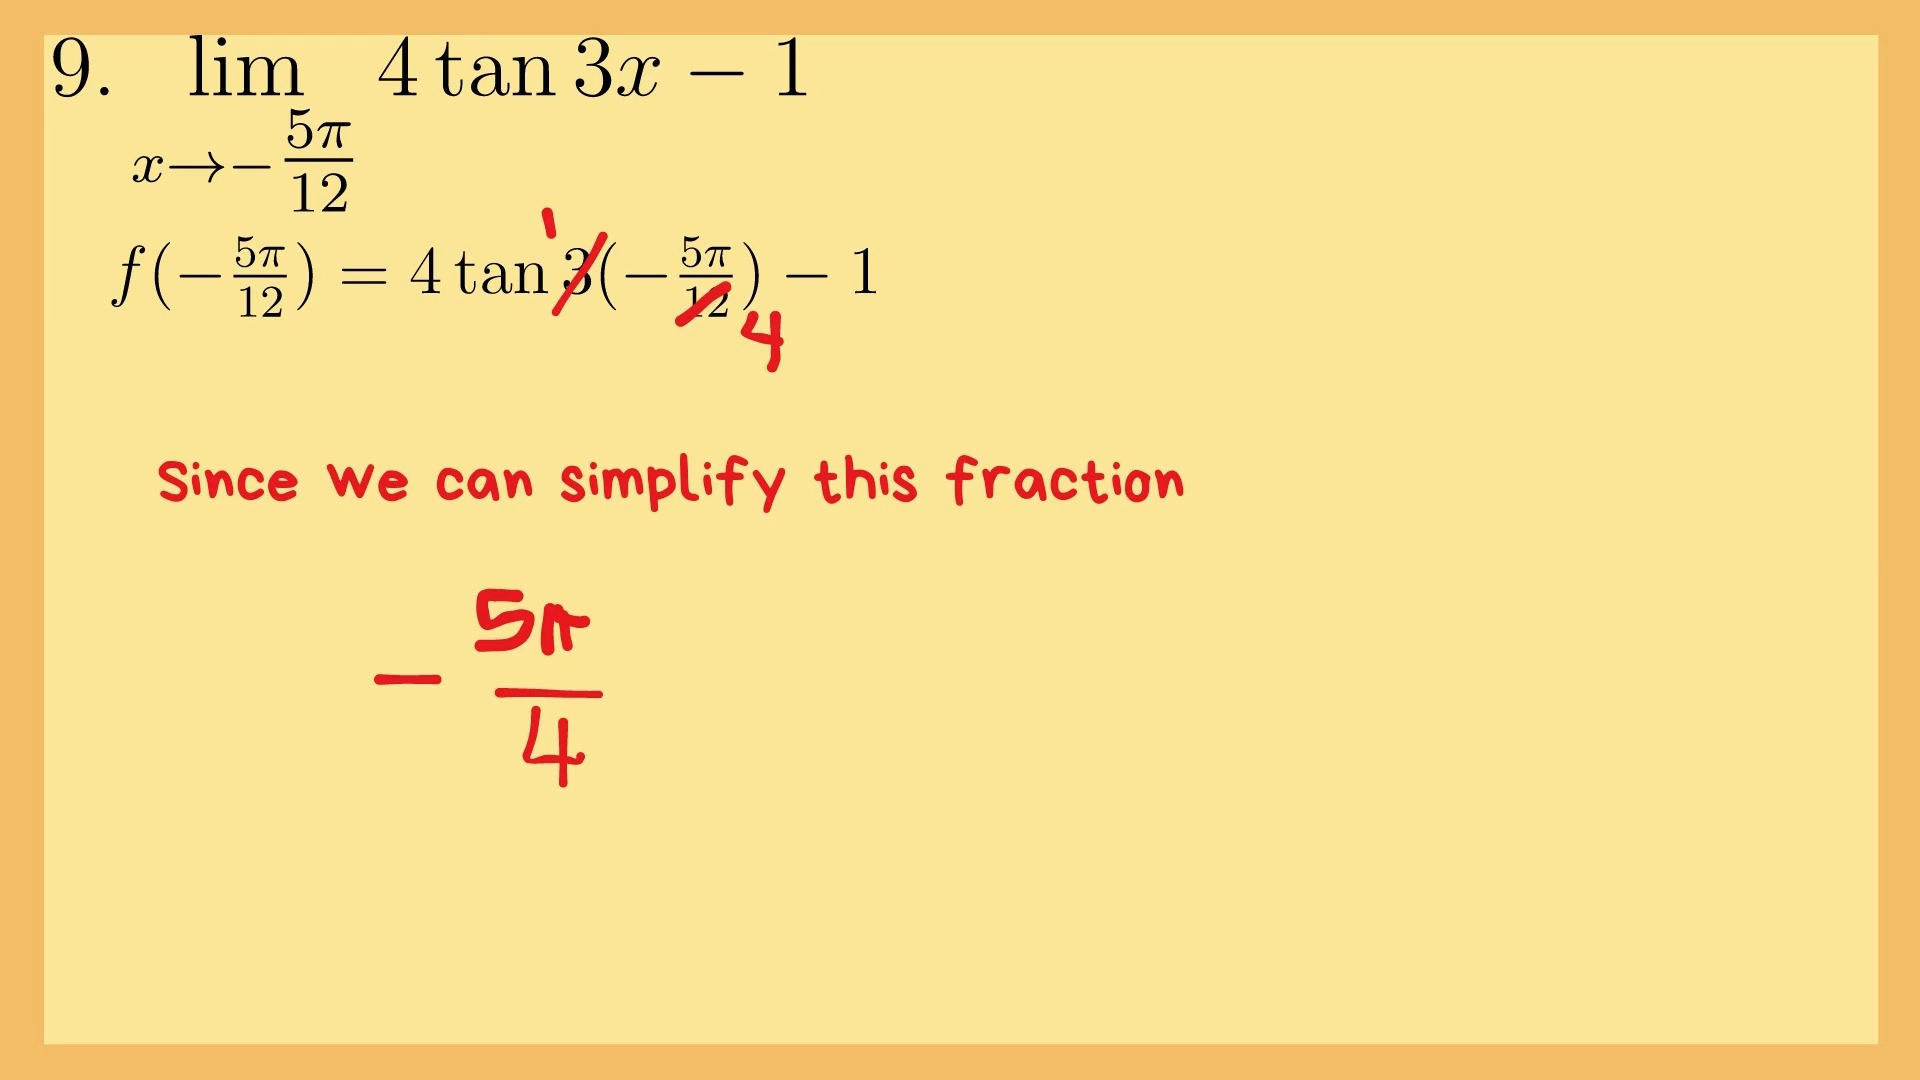 9. lim 4 tan 3x − 1
x→−5π/12
f(−5π/12) = 4 tan 3(−5π/12) − 1
1
4
Since we can simplify this fraction
− 5π/4